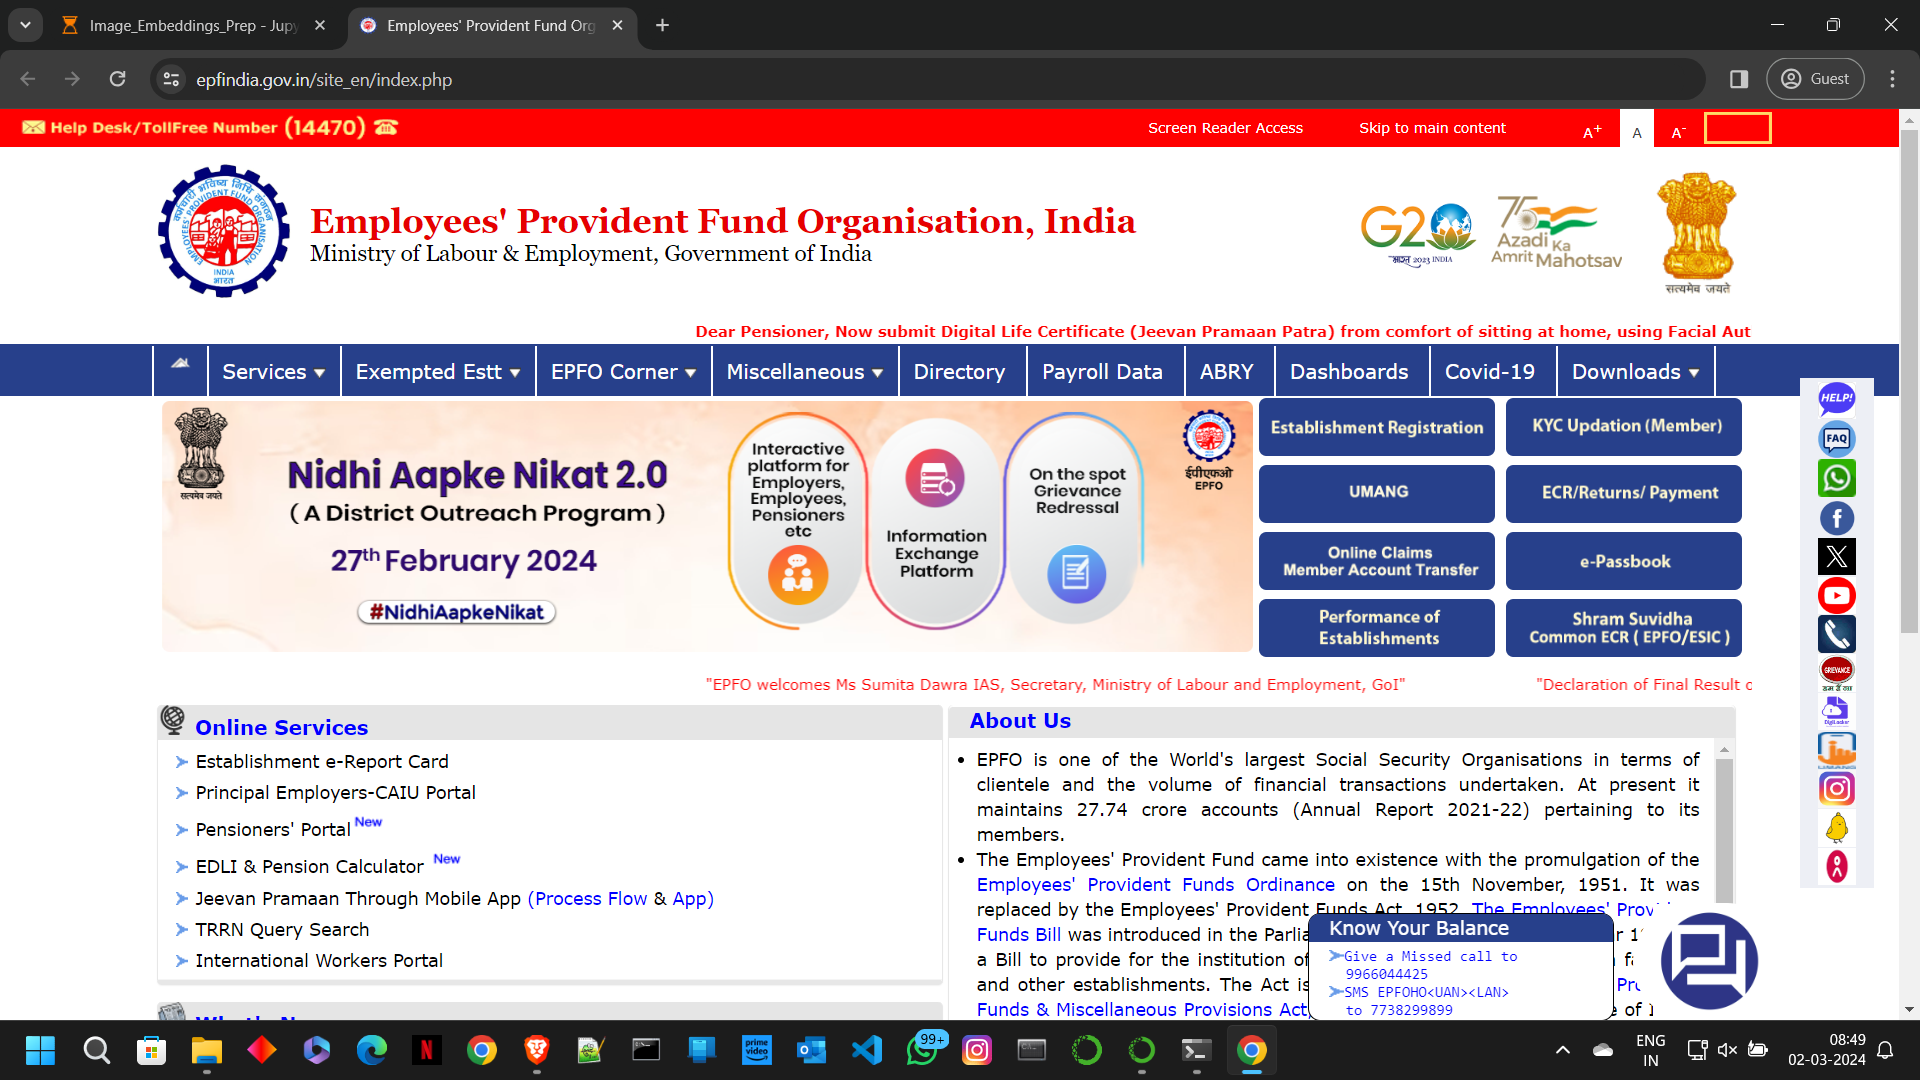 Image_Embeddings_Prep - Jupy
Employees' Provident Fund Org
epfindia.gov.in/site_en/index.php
Guest
Help Desk/TollFree Number (14470)
Screen Reader Access
Skip to main content
A+
A
A-
Employees' Provident Fund Organisation, India
Ministry of Labour & Employment, Government of India
कर्मचारी भविष्य निधि संगठन
EMPLOYEES' PROVIDENT FUND ORGANISATION
INDIA
भारत
G20
भारत 2023 INDIA
75
Azadi Ka
Amrit Mahotsav
सत्यमेव जयते
Dear Pensioner, Now submit Digital Life Certificate (Jeevan Pramaan Patra) from comfort of sitting at home, using Facial Aut
Services
Exempted Estt
EPFO Corner
Miscellaneous
Directory
Payroll Data
ABRY
Dashboards
Covid-19
Downloads
सत्यमेव जयते
Nidhi Aapke Nikat 2.0
( A District Outreach Program )
27th February 2024
#NidhiAapkeNikat
Interactive
platform for
Employers,
Employees,
Pensioners
etc
Information
Exchange
Platform
On the spot
Grievance
Redressal
ईपीएफओ
EPFO
Establishment Registration
KYC Updation (Member)
UMANG
ECR/Returns/ Payment
Online Claims
Member Account Transfer
e-Passbook
Performance of
Establishments
Shram Suvidha
Common ECR ( EPFO/ESIC )
HELP!
FAQ
GRIEVANCE
DigiLocker
UMANG
"EPFO welcomes Ms Sumita Dawra IAS, Secretary, Ministry of Labour and Employment, GoI"
"Declaration of Final Result o
Online Services
Establishment e-Report Card
Principal Employers-CAIU Portal
Pensioners' Portal New
EDLI & Pension Calculator New
Jeevan Pramaan Through Mobile App (Process Flow & App)
TRRN Query Search
International Workers Portal
About Us
EPFO is one of the World's largest Social Security Organisations in terms of
clientele and the volume of financial transactions undertaken. At present it
maintains 27.74 crore accounts (Annual Report 2021-22) pertaining to its
members.
The Employees' Provident Fund came into existence with the promulgation of the
Employees' Provident Funds Ordinance on the 15th November, 1951. It was
replaced by the Employees' Provident Funds Act, 1952. The Employees' Prov
Funds Bill was introduced in the Parli
a Bill to provide for the institution of
and other establishments. The Act is
Funds & Miscellaneous Provisions Act,
Know Your Balance
Give a Missed call to
9966044425
SMS EPFOHO<UAN><LAN>
to 7738299899
99+
prime
video
ENG
IN
08:49
02-03-2024